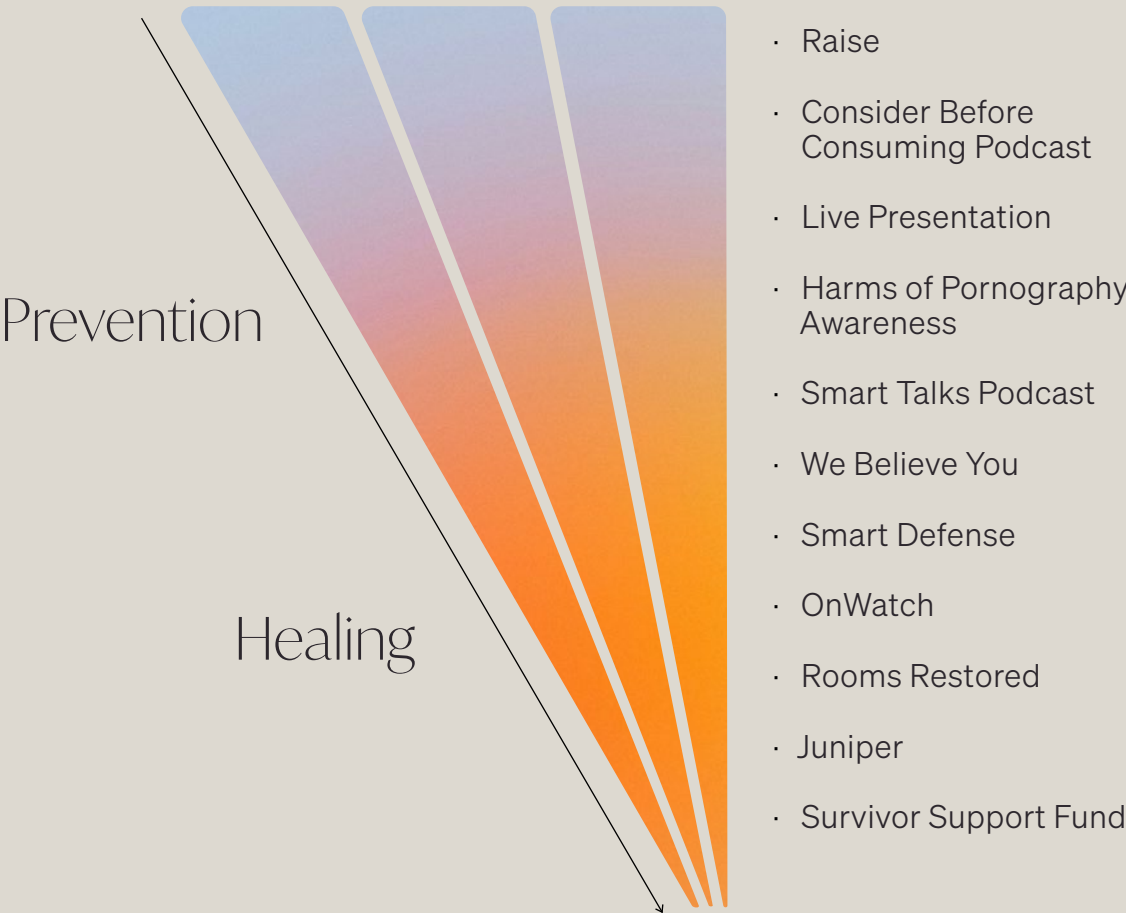 Prevention
Healing
· Raise
· Consider Before
Consuming Podcast
· Live Presentation
· Harms of Pornography
Awareness
· Smart Talks Podcast
· We Believe You
· Smart Defense
· OnWatch
· Rooms Restored
· Juniper
· Survivor Support Fund